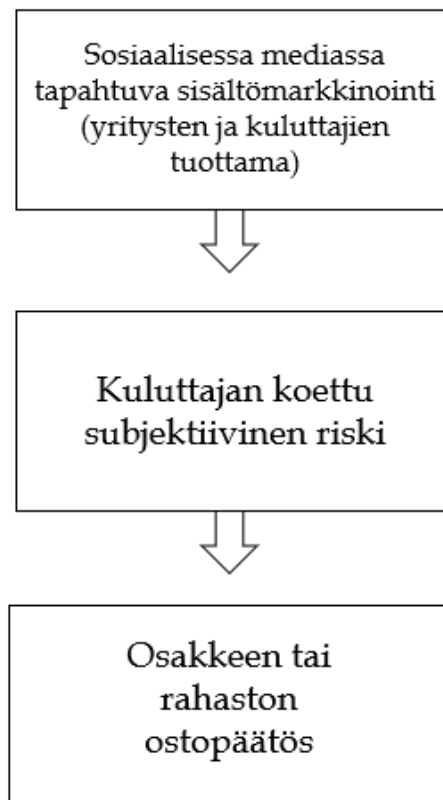 Sosiaalisessa mediassa
tapahtuva sisältömarkkinointi
(yritysten ja kuluttajien
tuottama)
Kuluttajan koettu
subjektiivinen riski
Osakkeen tai
rahaston
ostopäätös